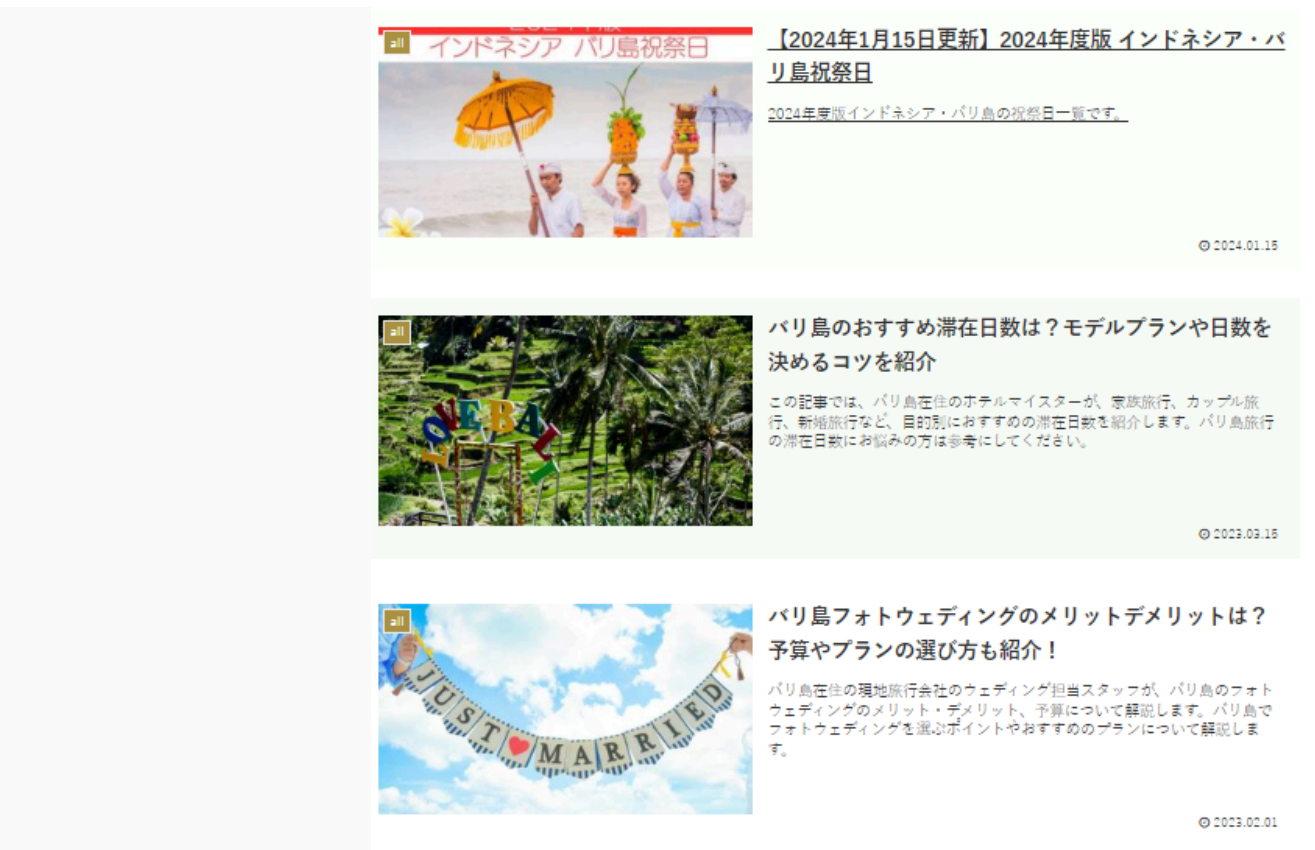 all
インドネシア バリ島祝祭日
【2024年1月15日更新】2024年度版 インドネシア・バ
リ島祝祭日
2024年度版インドネシア・バリ島の祝祭日一覧です。
2024.01.15
all
LOVE BALI
バリ島のおすすめ滞在日数は？モデルプランや日数を
決めるコツを紹介
この記事では、バリ島在住のホテルマイスターが、家族旅行、カップル旅
行、新婚旅行など、目的別におすすめの滞在日数を紹介します。バリ島旅行
の滞在日数にお悩みの方は参考にしてください。
2023.03.15
all
JUST MARRIED
バリ島フォトウェディングのメリットデメリットは？
予算やプランの選び方も紹介！
バリ島在住の現地旅行会社のウェディング担当スタッフが、バリ島のフォト
ウェディングのメリット・デメリット、予算について解説します。バリ島で
フォトウェディングを選ぶポイントやおすすめのプランについて解説しま
す。
2023.02.01